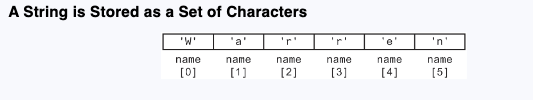 A String is Stored as a Set of Characters
'W' 'a' 'r' 'r' 'e' 'n'
name name name name name name
[0] [1] [2] [3] [4] [5]